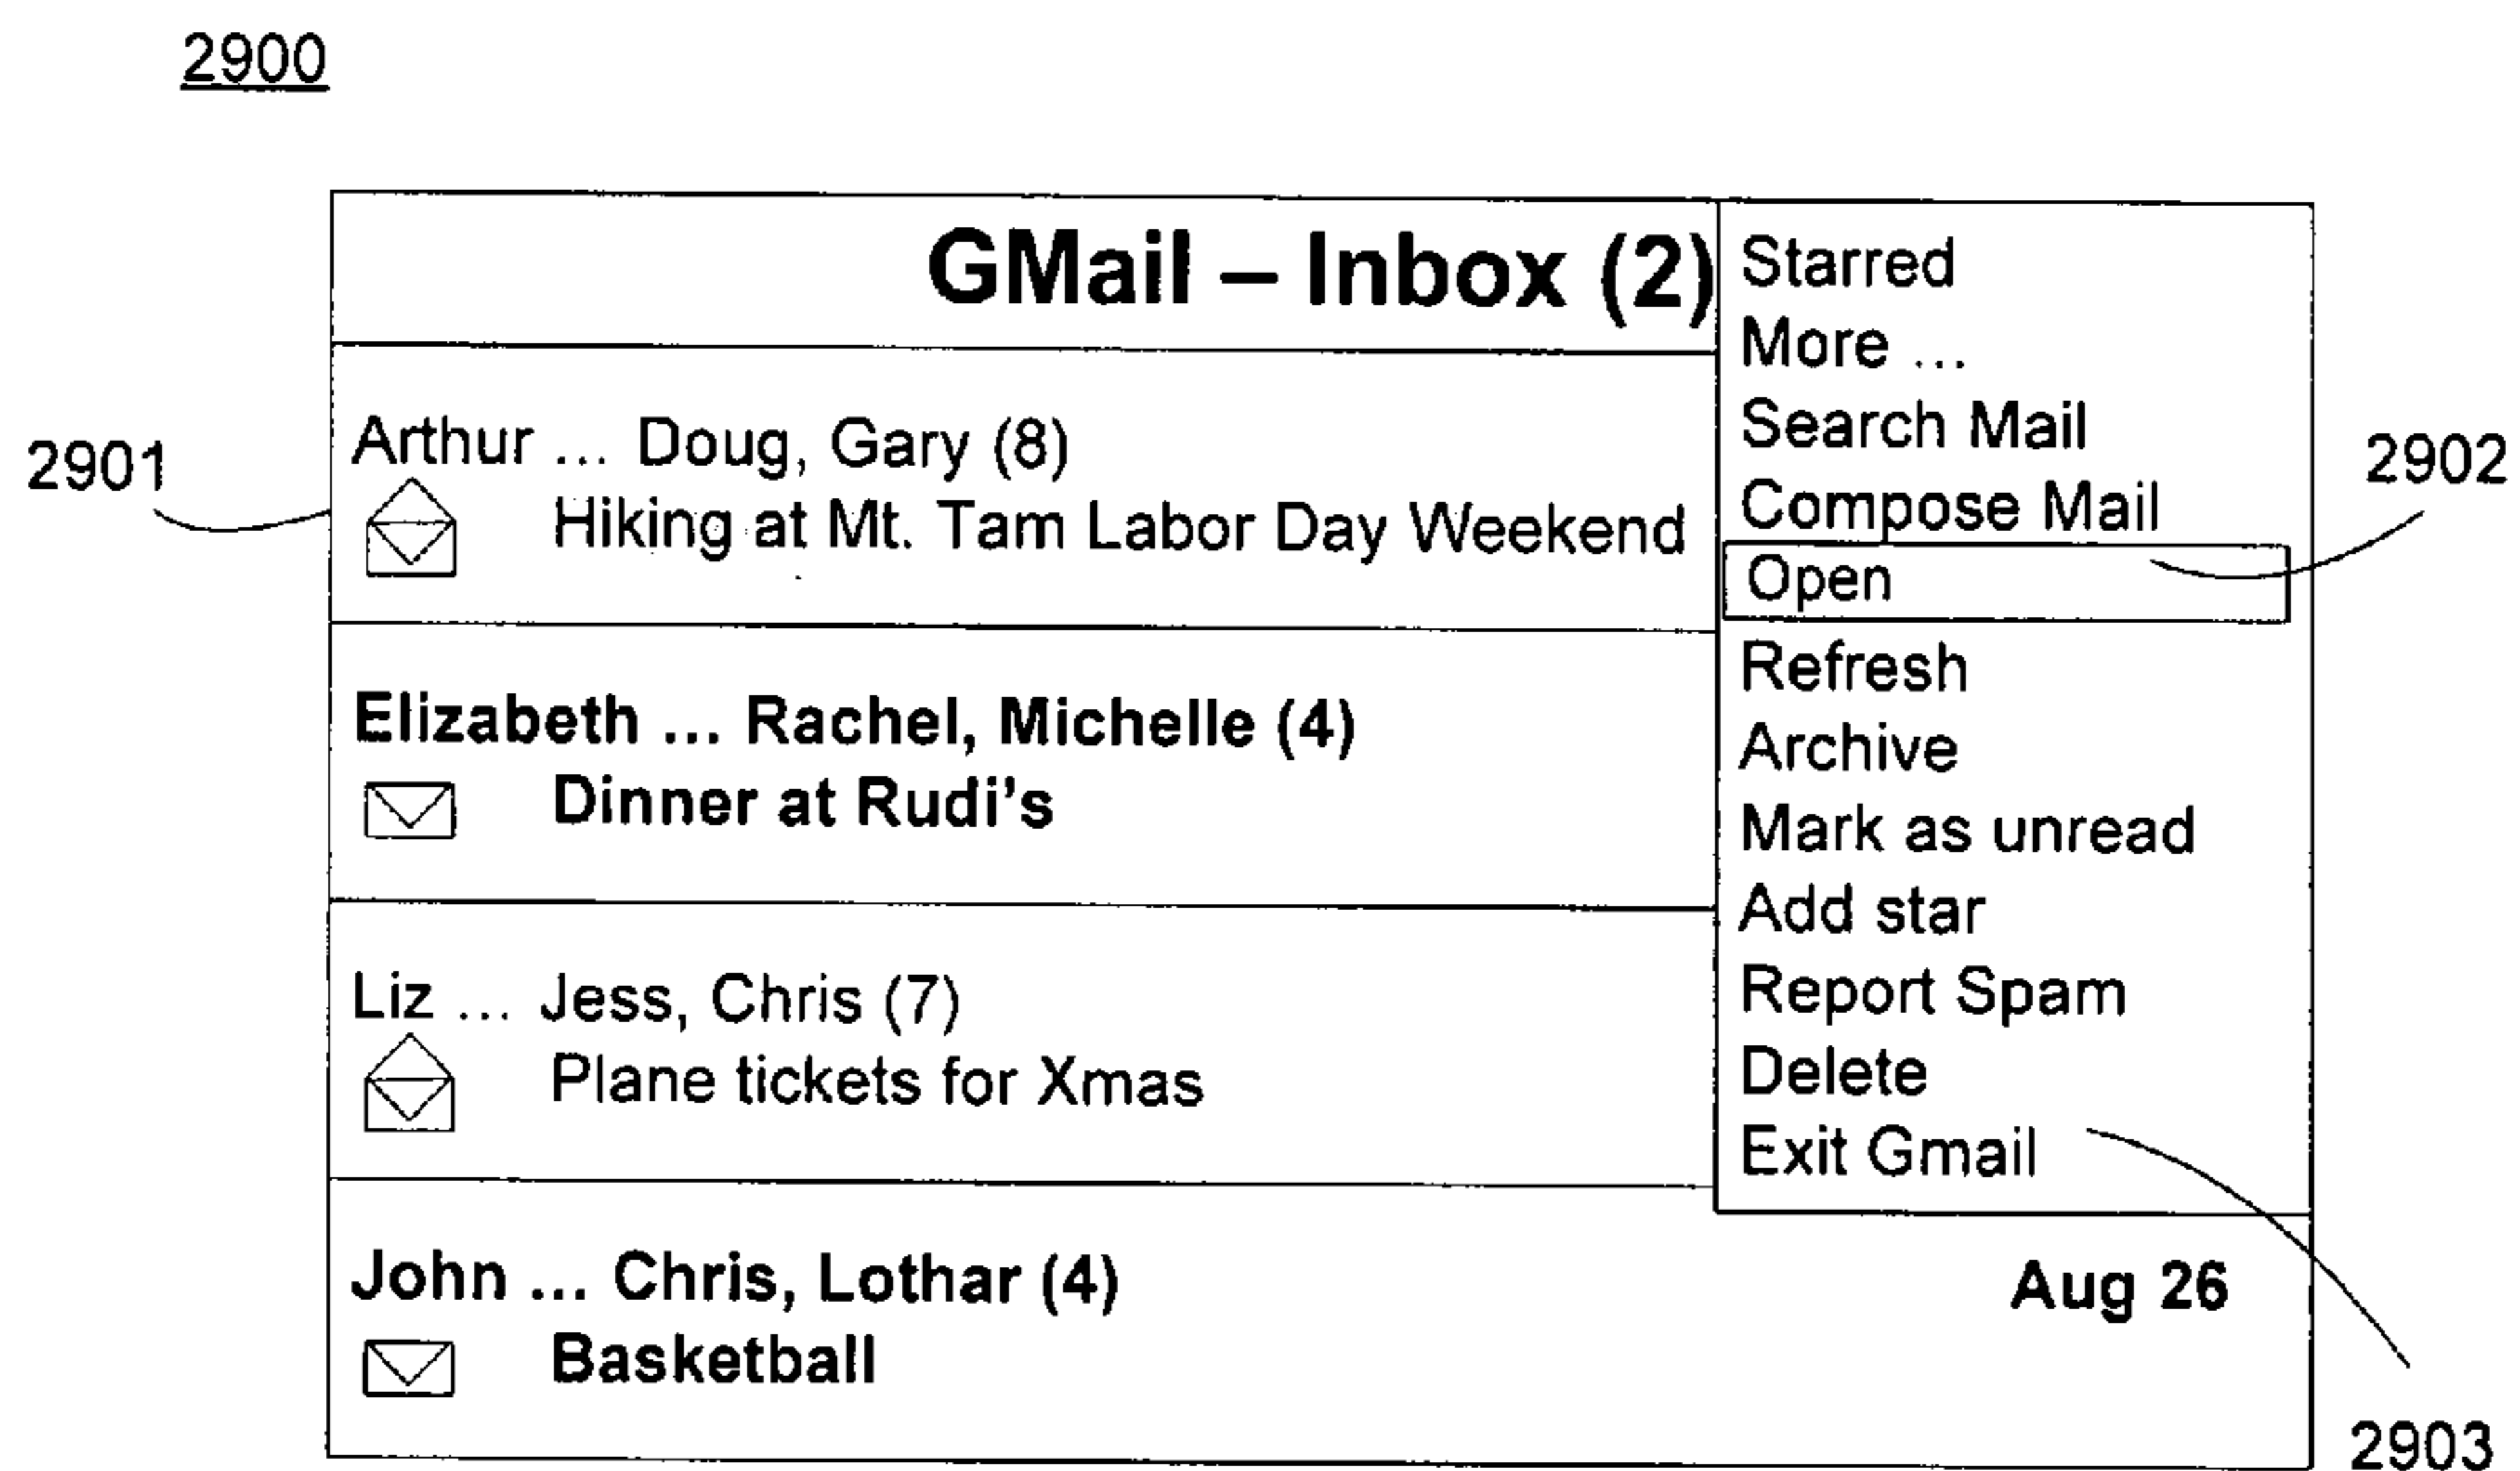 2900
GMail – Inbox (2)
2901
Arthur ... Doug, Gary (8)
Hiking at Mt. Tam Labor Day Weekend
Elizabeth ... Rachel, Michelle (4)
Dinner at Rudi's
Liz ... Jess, Chris (7)
Plane tickets for Xmas
John ... Chris, Lothar (4)
Aug 26
Basketball
Starred
More ...
Search Mail
Compose Mail
Open
Refresh
Archive
Mark as unread
Add star
Report Spam
Delete
Exit Gmail
2902
2903